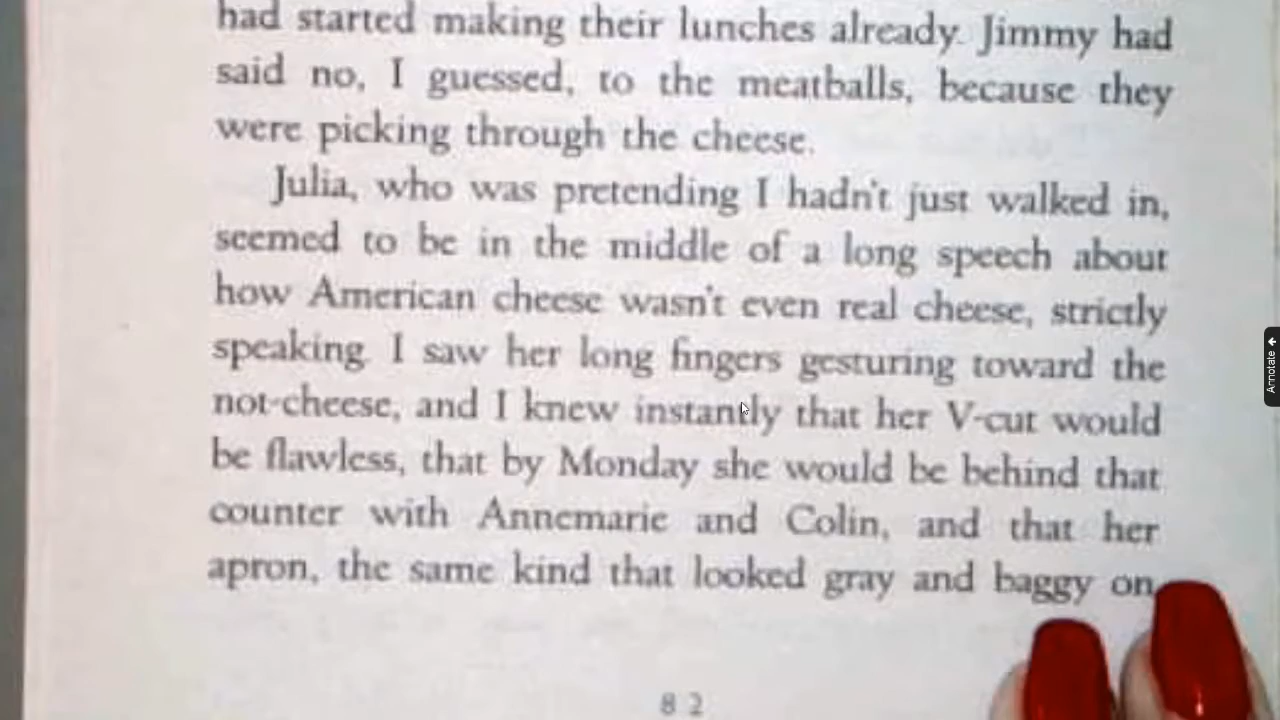 had started making their lunches already. Jimmy had
said no, I guessed, to the meatballs, because they
were picking through the cheese.
Julia, who was pretending I hadn't just walked in,
seemed to be in the middle of a long speech about
how American cheese wasn't even real cheese, strictly
speaking. I saw her long fingers gesturing toward the
not-cheese, and I knew instantly that her V-cut would
be flawless, that by Monday she would be behind that
counter with Annemarie and Colin, and that her
apron, the same kind that looked gray and baggy on
82
Annotate